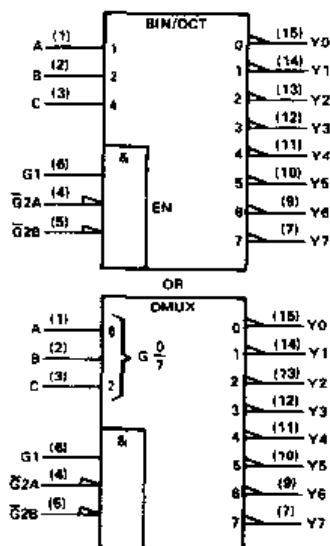 BIN/OCT
A (1) 1 0 (15) Y0
B (2) 2 1 (14) Y1
C (3) 4 2 (13) Y2
3 (12) Y3
& 4 (11) Y4
G1 (6) 5 (10) Y5
G̅2A (4) EN 6 (9) Y6
G̅2B (5) 7 (7) Y7
OR
DMUX
A (1) 0 0 (15) Y0
B (2) G 0/7 1 (14) Y1
C (3) 2 2 (13) Y2
3 (12) Y3
& 4 (11) Y4
G1 (6) 5 (10) Y5
G̅2A (4) 6 (9) Y6
G̅2B (5) 7 (7) Y7